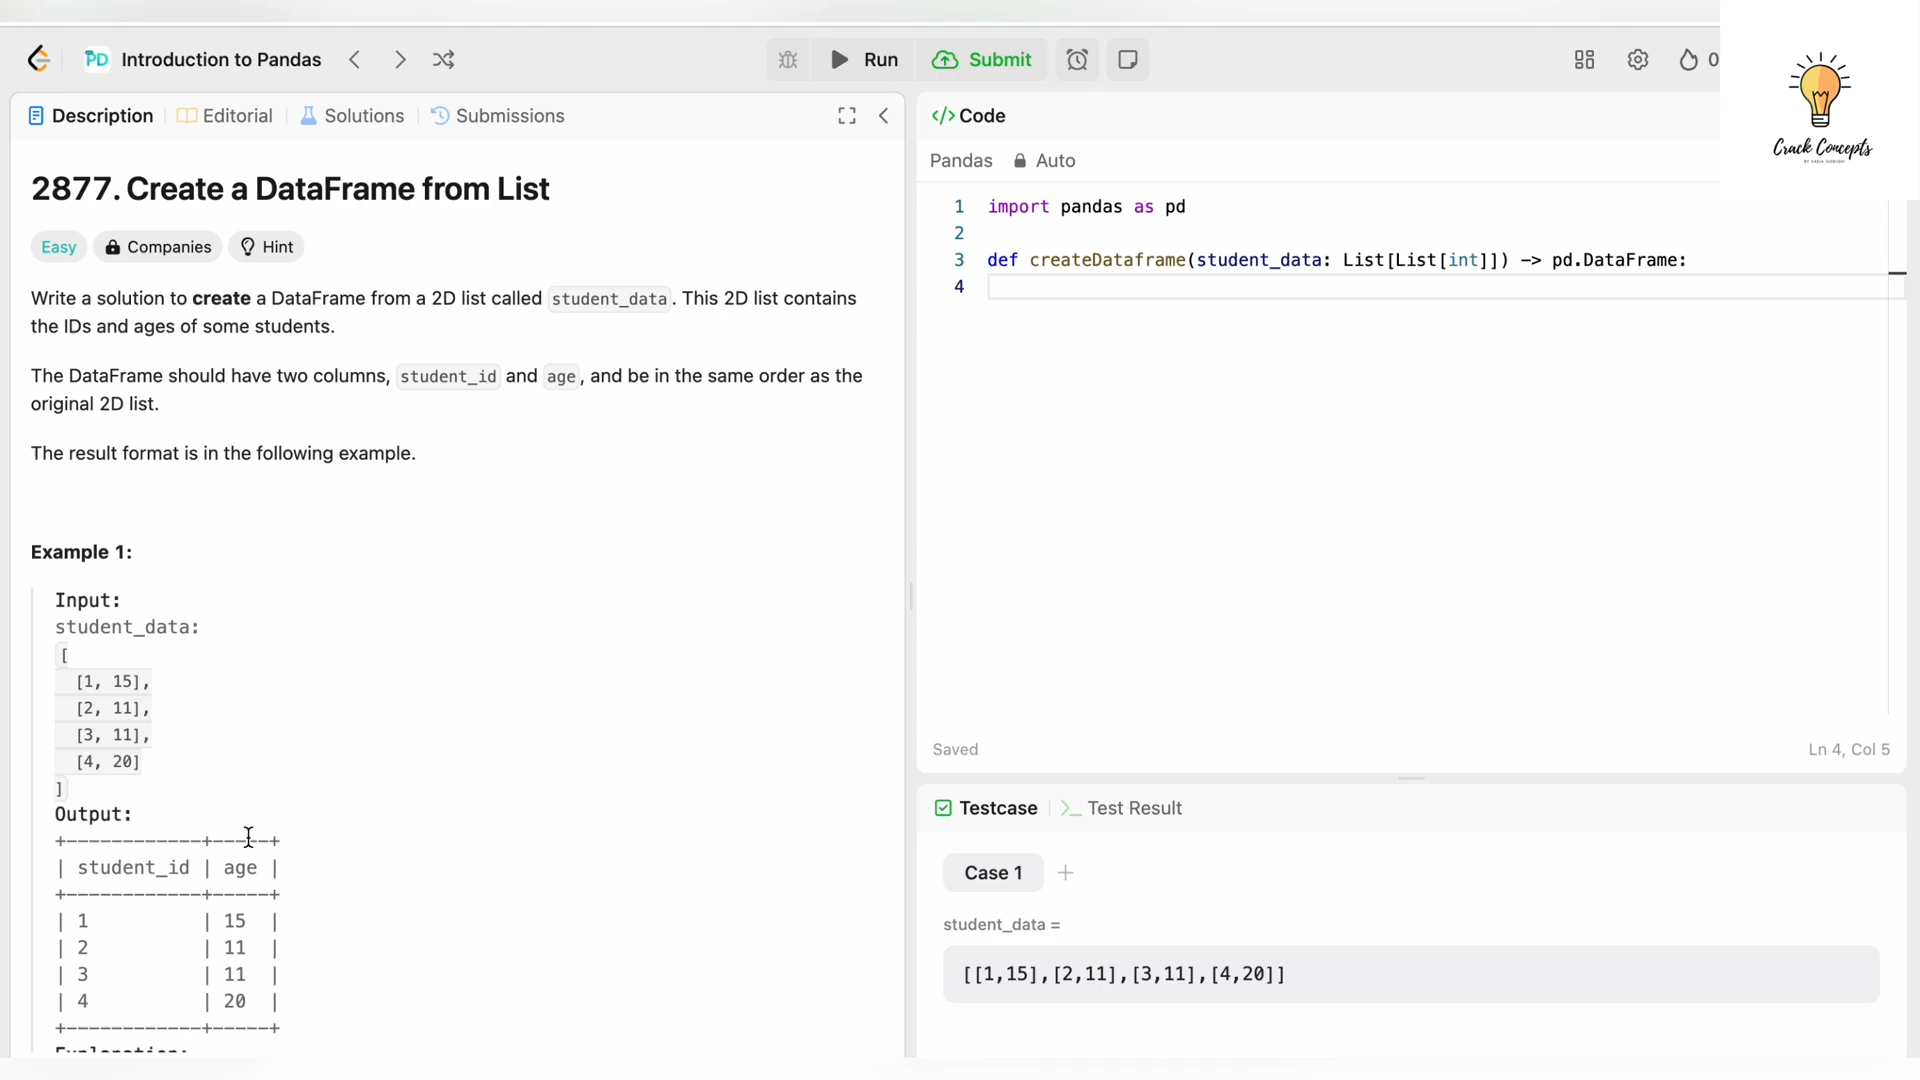 PD Introduction to Pandas
Run
Submit
0
Crack Concepts
Description
Editorial
Solutions
Submissions
2877. Create a DataFrame from List
Easy
Companies
Hint
Write a solution to create a DataFrame from a 2D list called student_data. This 2D list contains
the IDs and ages of some students.
The DataFrame should have two columns, student_id and age, and be in the same order as the
original 2D list.
The result format is in the following example.
Example 1:
Input:
student_data:
[
[1, 15],
[2, 11],
[3, 11],
[4, 20]
]
Output:
+------------+-----+
| student_id | age |
+------------+-----+
| 1 | 15 |
| 2 | 11 |
| 3 | 11 |
| 4 | 20 |
+------------+-----+
Explanation:
</> Code
Pandas Auto
1 import pandas as pd
2
3 def createDataframe(student_data: List[List[int]]) -> pd.DataFrame:
4
Saved
Ln 4, Col 5
Testcase
>_ Test Result
Case 1 +
student_data =
[[1,15],[2,11],[3,11],[4,20]]